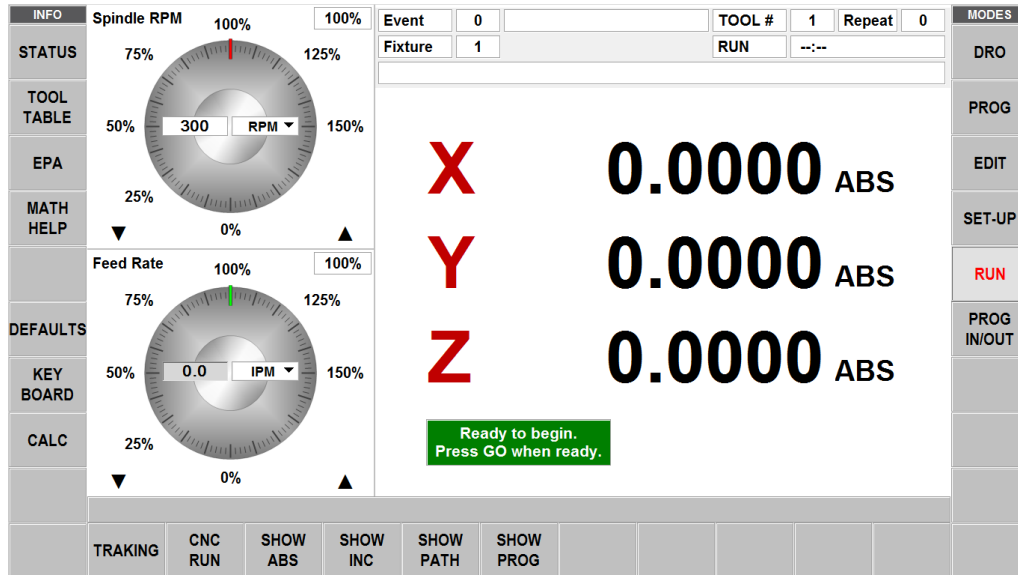 INFO
STATUS
TOOL
TABLE
EPA
MATH
HELP
DEFAULTS
KEY
BOARD
CALC
Spindle RPM
100%
100%
75%
125%
50%
300
RPM
150%
25%
0%
Feed Rate
100%
100%
75%
125%
50%
0.0
IPM
150%
25%
0%
Event 0 TOOL # 1 Repeat 0
Fixture 1 RUN --:--
X 0.0000 ABS
Y 0.0000 ABS
Z 0.0000 ABS
Ready to begin.
Press GO when ready.
MODES
DRO
PROG
EDIT
SET-UP
RUN
PROG
IN/OUT
TRAKING
CNC
RUN
SHOW
ABS
SHOW
INC
SHOW
PATH
SHOW
PROG